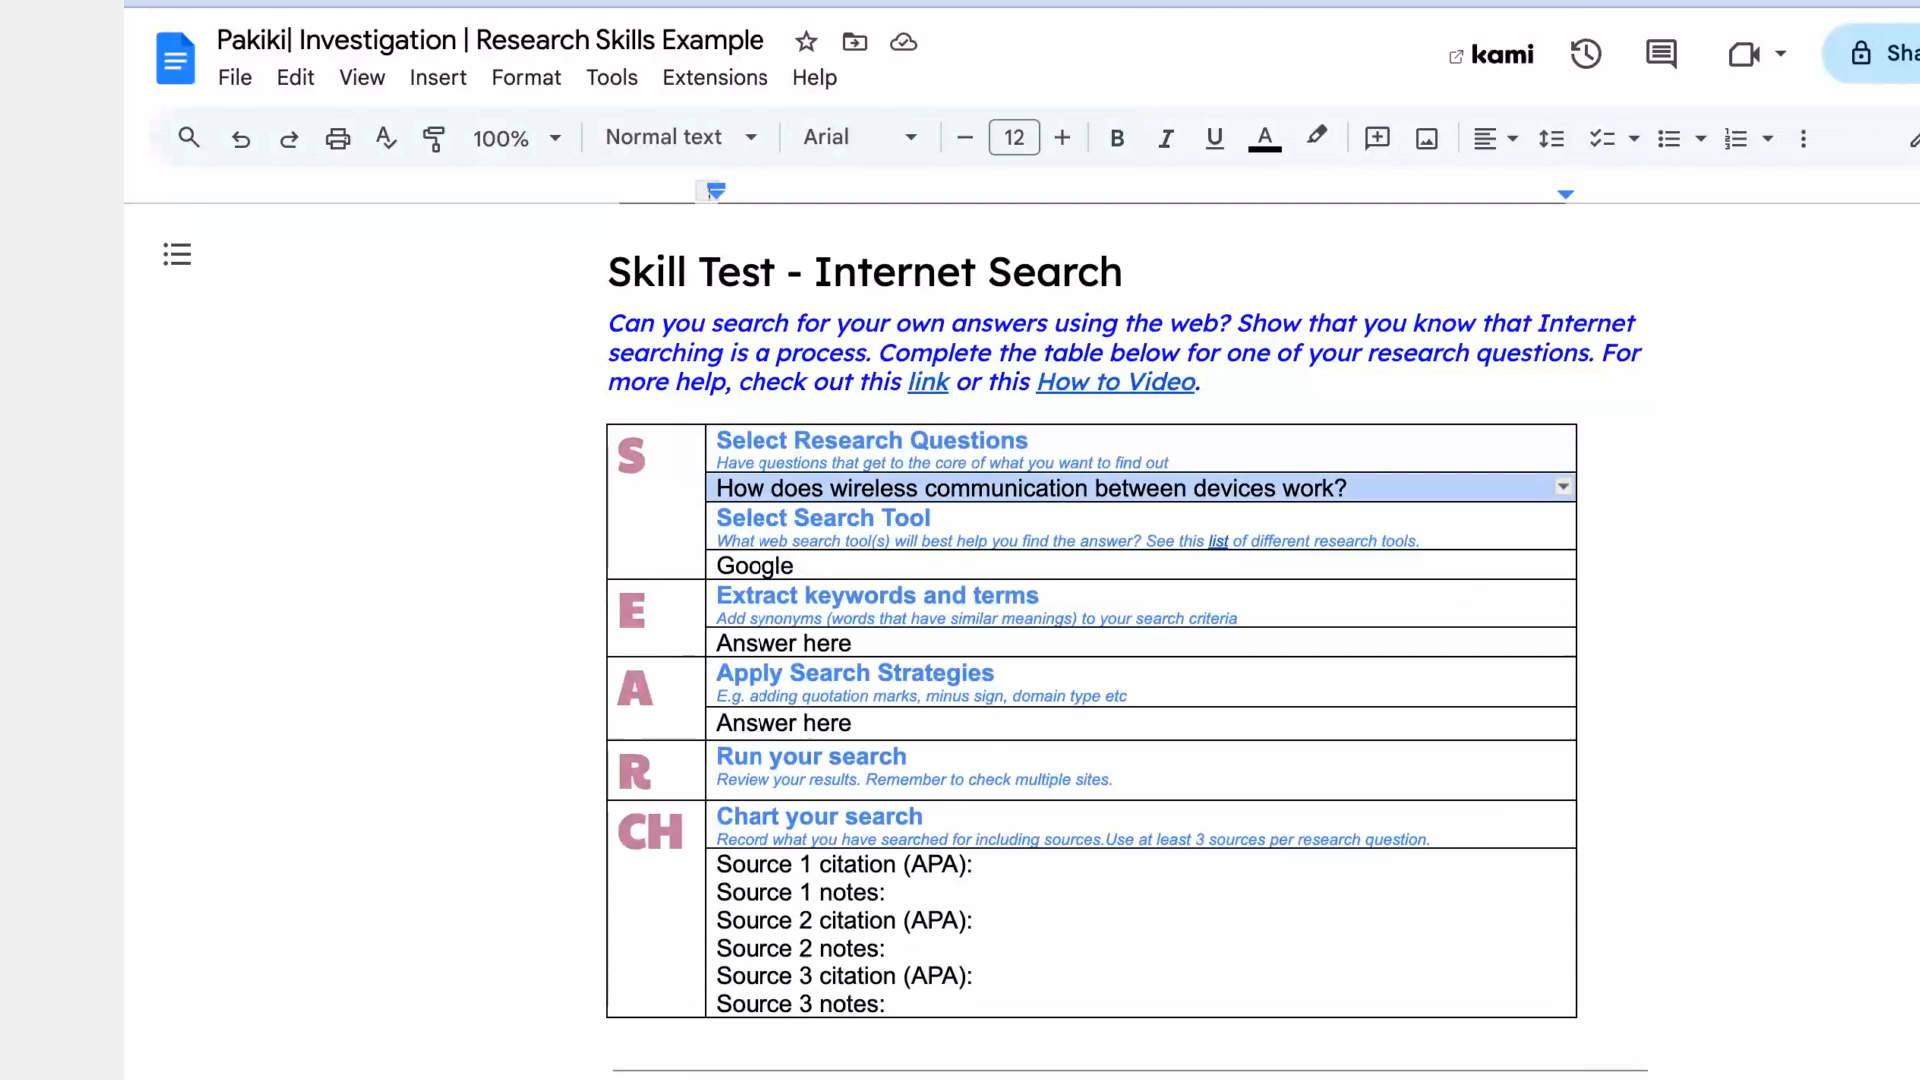 Pakiki| Investigation | Research Skills Example
File Edit View Insert Format Tools Extensions Help
kami
100% Normal text Arial 12 B I U A
Skill Test - Internet Search
Can you search for your own answers using the web? Show that you know that Internet
searching is a process. Complete the table below for one of your research questions. For
more help, check out this link or this How to Video.
S
Select Research Questions
Have questions that get to the core of what you want to find out
How does wireless communication between devices work?
Select Search Tool
What web search tool(s) will best help you find the answer? See this list of different research tools.
Google
E
Extract keywords and terms
Add synonyms (words that have similar meanings) to your search criteria
Answer here
A
Apply Search Strategies
E.g. adding quotation marks, minus sign, domain type etc
Answer here
R
Run your search
Review your results. Remember to check multiple sites.
CH
Chart your search
Record what you have searched for including sources.Use at least 3 sources per research question.
Source 1 citation (APA):
Source 1 notes:
Source 2 citation (APA):
Source 2 notes:
Source 3 citation (APA):
Source 3 notes: